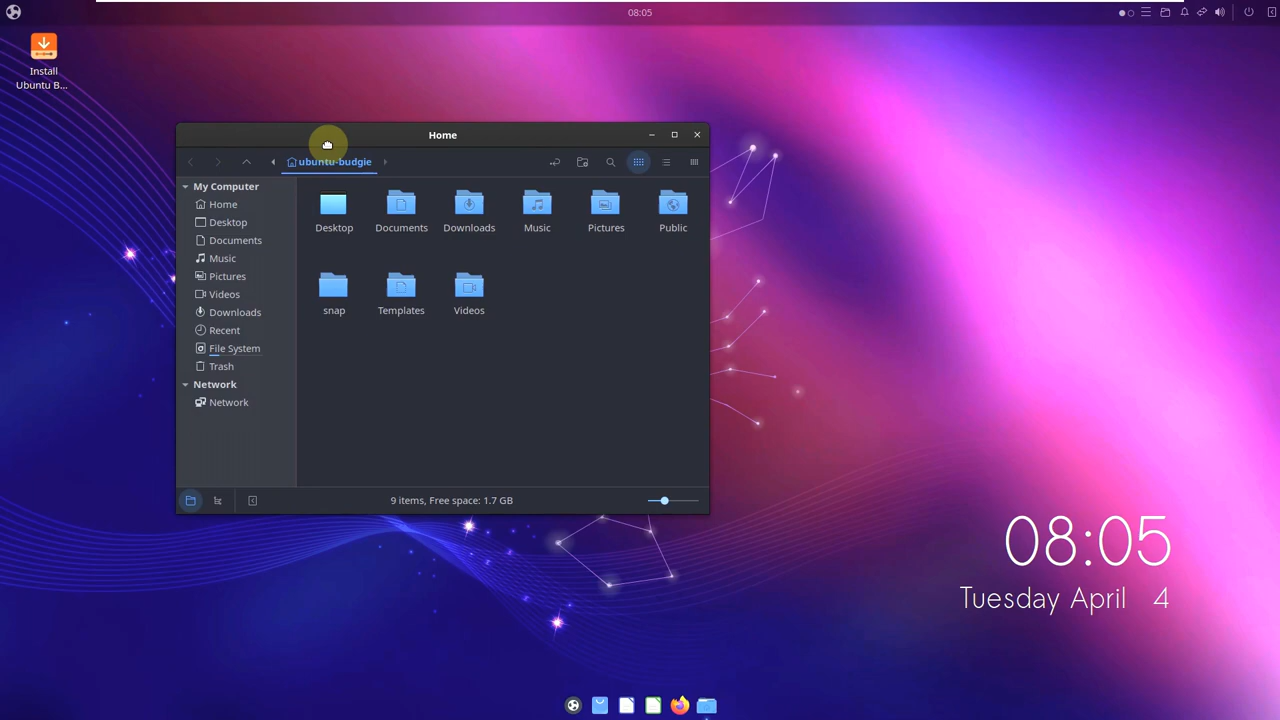 08:05
Install
Ubuntu B...
Home
ubuntu-budgie
My Computer
Home
Desktop
Documents
Music
Pictures
Videos
Downloads
Recent
File System
Trash
Network
Network
Desktop Documents Downloads Music Pictures Public
snap Templates Videos
9 items, Free space: 1.7 GB
08:05
Tuesday April 4